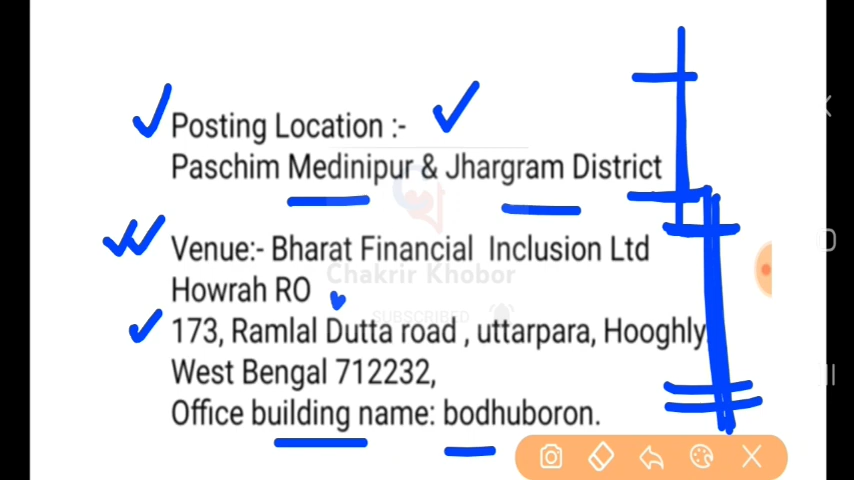 Posting Location :-
Paschim Medinipur & Jhargram District
Venue:- Bharat Financial Inclusion Ltd
Chakrir Khobor
Howrah RO
SUBSCRIBED
173, Ramlal Dutta road , uttarpara, Hooghly
West Bengal 712232,
Office building name: bodhuboron.